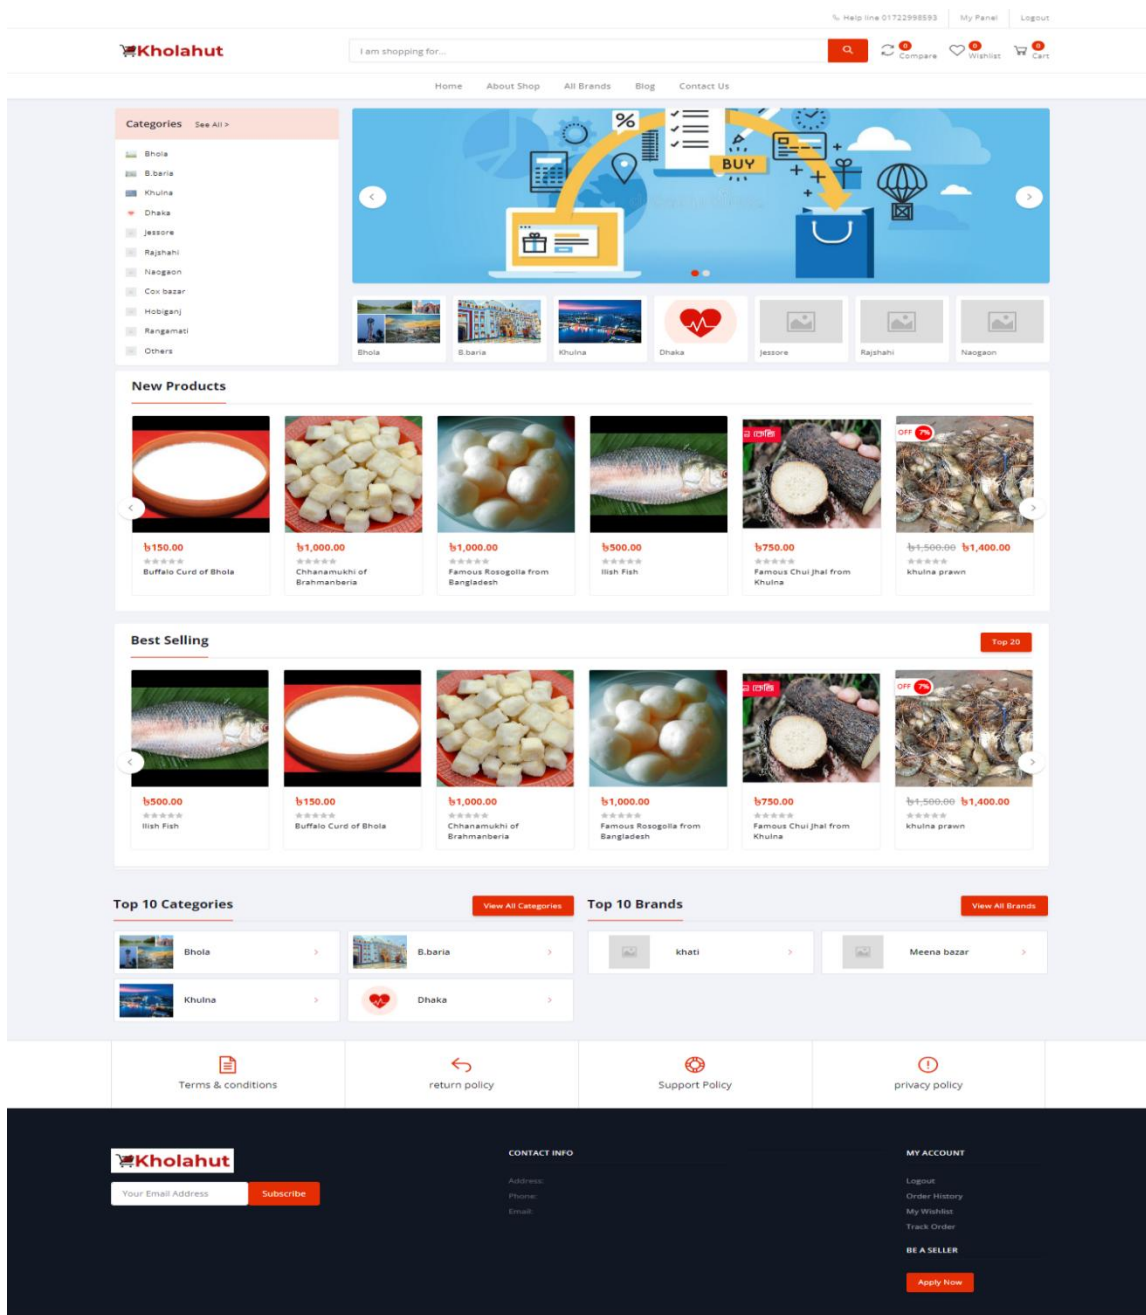 Help line 01722998593 My Panel Logout
Kholahut
I am shopping for...
0
Compare
0
Wishlist
0
Cart
Home About Shop All Brands Blog Contact Us
Categories See All >
Bhola
B.baria
Khulna
Dhaka
Jessore
Rajshahi
Naogaon
Cox bazar
Hobiganj
Rangamati
Others
%
BUY
Bhola B.baria Khulna Dhaka Jessore Rajshahi Naogaon
New Products
কেজি
OFF 7%
৳150.00 ৳1,000.00 ৳1,000.00 ৳500.00 ৳750.00 ৳1,500.00 ৳1,400.00
Buffalo Curd of Bhola
Chhanamukhi of
Brahmanberia
Famous Rosogolla from
Bangladesh
Ilish Fish
Famous Chui Jhal from
Khulna
khulna prawn
Best Selling
Top 20
কেজি
OFF 7%
৳500.00 ৳150.00 ৳1,000.00 ৳1,000.00 ৳750.00 ৳1,500.00 ৳1,400.00
Ilish Fish
Buffalo Curd of Bhola
Chhanamukhi of
Brahmanberia
Famous Rosogolla from
Bangladesh
Famous Chui Jhal from
Khulna
khulna prawn
Top 10 Categories
View All Categories
Top 10 Brands
View All Brands
Bhola
B.baria
khati
Meena bazar
Khulna
Dhaka
Terms & conditions
return policy
Support Policy
privacy policy
Kholahut
Your Email Address
Subscribe
CONTACT INFO
Address:
Phone:
Email:
MY ACCOUNT
Logout
Order History
My Wishlist
Track Order
BE A SELLER
Apply Now